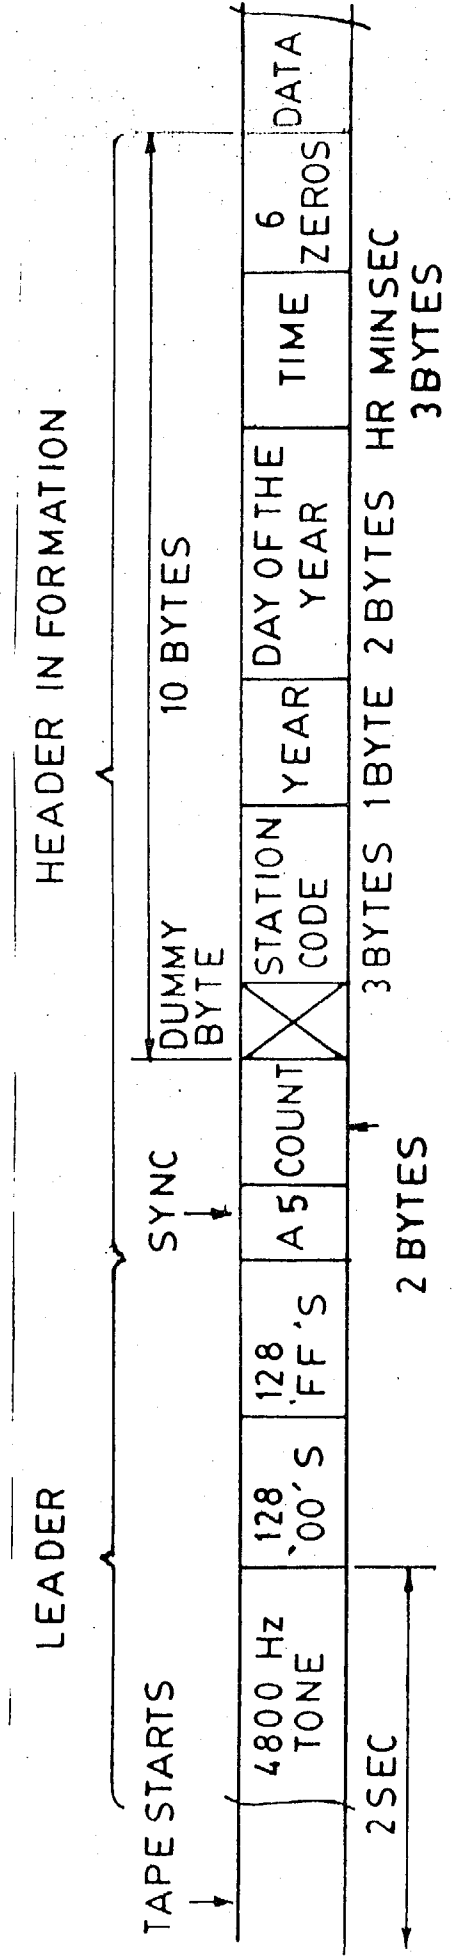 LEADER
HEADER IN FORMATION
TAPE STARTS
SYNC
DUMMY
BYTE
10 BYTES
4800 Hz
TONE
128
'00'S
128
'FF'S
A5
COUNT
STATION
CODE
YEAR
DAY OF THE
YEAR
TIME
6
ZEROS
DATA
2 SEC
2 BYTES
3 BYTES
1 BYTE
2 BYTES
HR MIN SEC
3 BYTES